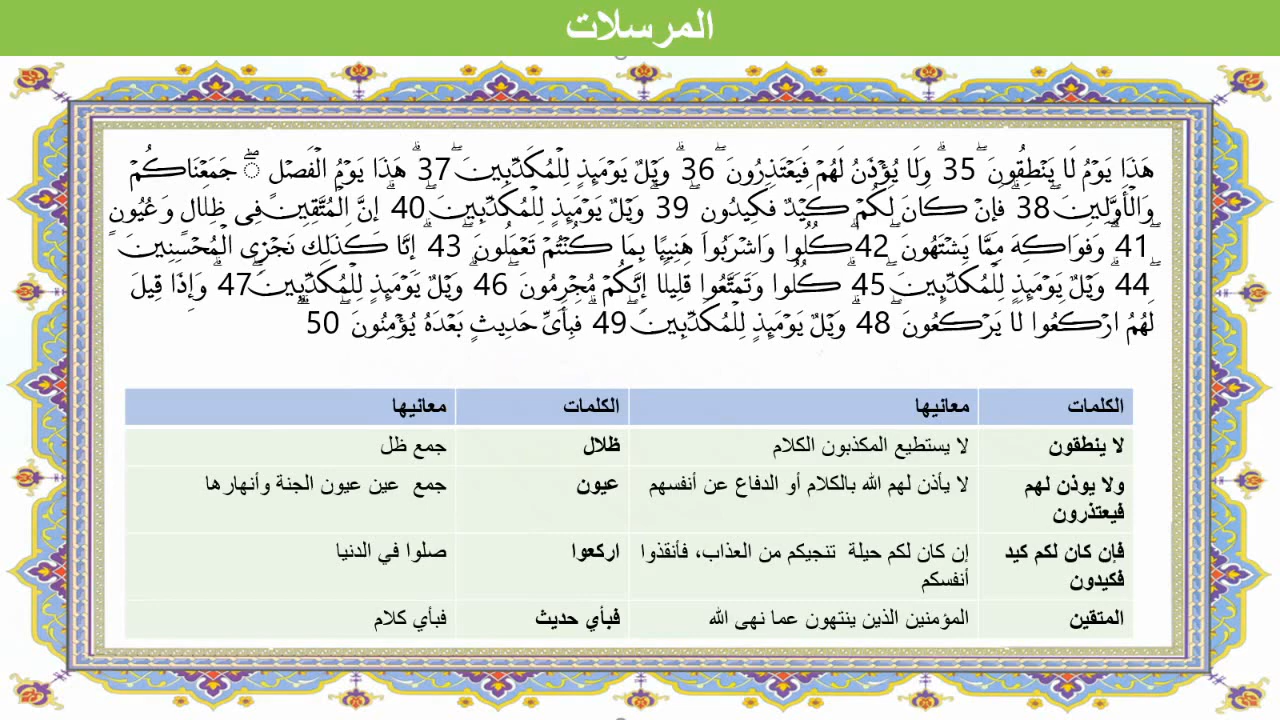 المرسلات
هَذَا يَوْمُ لَا يَنْطِقُونَ ۖ 35 ۗ وَلَا يُؤْذَنُ لَهُمْ فَيَعْتَذِرُونَ ۖ 36 ۗ وَيْلٌ يَوْمَئِذٍ لِلْمُكَذِّبِينَ ۖ 37 ۗ هَذَا يَوْمُ الْفَصْلِ ۖ جَمَعْنَاكُمْ
وَالْأَوَّلِينَ ۖ 38 ۗ فَإِنْ كَانَ لَكُمْ كَيْدٌ فَكِيدُونِ ۖ 39 ۗ وَيْلٌ يَوْمَئِذٍ لِلْمُكَذِّبِينَ ۖ 40 ۗ إِنَّ الْمُتَّقِينَ فِي ظِلَالٍ وَعُيُونٍ
ۖ 41 ۗ وَفَوَاكِهَ مِمَّا يَشْتَهُونَ ۖ 42 ۗ كُلُوا وَاشْرَبُوا هَنِيئًا بِمَا كُنْتُمْ تَعْمَلُونَ ۖ 43 ۗ إِنَّا كَذَلِكَ نَجْزِي الْمُحْسِنِينَ
ۖ 44 ۗ وَيْلٌ يَوْمَئِذٍ لِلْمُكَذِّبِينَ ۖ 45 ۗ كُلُوا وَتَمَتَّعُوا قَلِيلًا إِنَّكُمْ مُجْرِمُونَ ۖ 46 ۗ وَيْلٌ يَوْمَئِذٍ لِلْمُكَذِّبِينَ ۖ 47 ۗ وَإِذَا قِيلَ
لَهُمُ ارْكَعُوا لَا يَرْكَعُونَ ۖ 48 ۗ وَيْلٌ يَوْمَئِذٍ لِلْمُكَذِّبِينَ ۖ 49 ۗ فَبِأَيِّ حَدِيثٍ بَعْدَهُ يُؤْمِنُونَ ۖ 50
الكلمات معانيها الكلمات معانيها
لا ينطقون لا يستطيع المكذبون الكلام ظلال جمع ظل
ولا يوذن لهم لا يأذن لهم الله بالكلام أو الدفاع عن أنفسهم عيون جمع عين عيون الجنة وأنهارها
فيعتذرون
فإن كان لكم كيد إن كان لكم حيلة تنجيكم من العذاب، فأنقذوا اركعوا صلوا في الدنيا
فكيدون أنفسكم
المتقين المؤمنين الذين ينتهون عما نهى الله فبأي حديث فبأي كلام